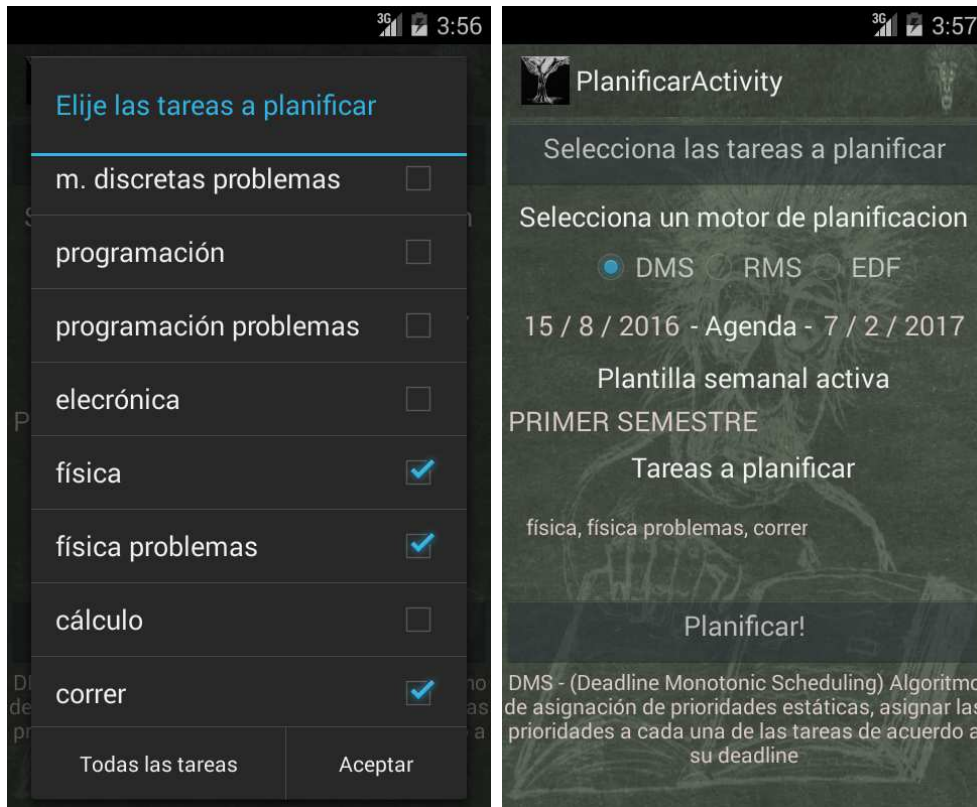 3G 3:56
Elije las tareas a planificar
m. discretas problemas
programación
programación problemas
elecrónica
física
física problemas
cálculo
correr
Todas las tareas Aceptar
3G 3:57
PlanificarActivity
Selecciona las tareas a planificar
Selecciona un motor de planificacion
DMS RMS EDF
15 / 8 / 2016 - Agenda - 7 / 2 / 2017
Plantilla semanal activa
PRIMER SEMESTRE
Tareas a planificar
física, física problemas, correr
Planificar!
DMS - (Deadline Monotonic Scheduling) Algoritmo
de asignación de prioridades estáticas, asignar las
prioridades a cada una de las tareas de acuerdo a
su deadline